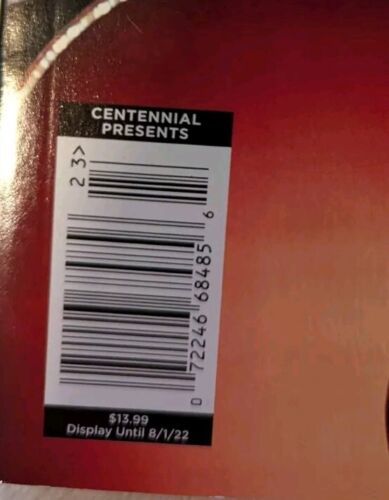 CENTENNIAL
PRESENTS
2 3>
0 72246 68485 6
$13.99
Display Until 8/1/22